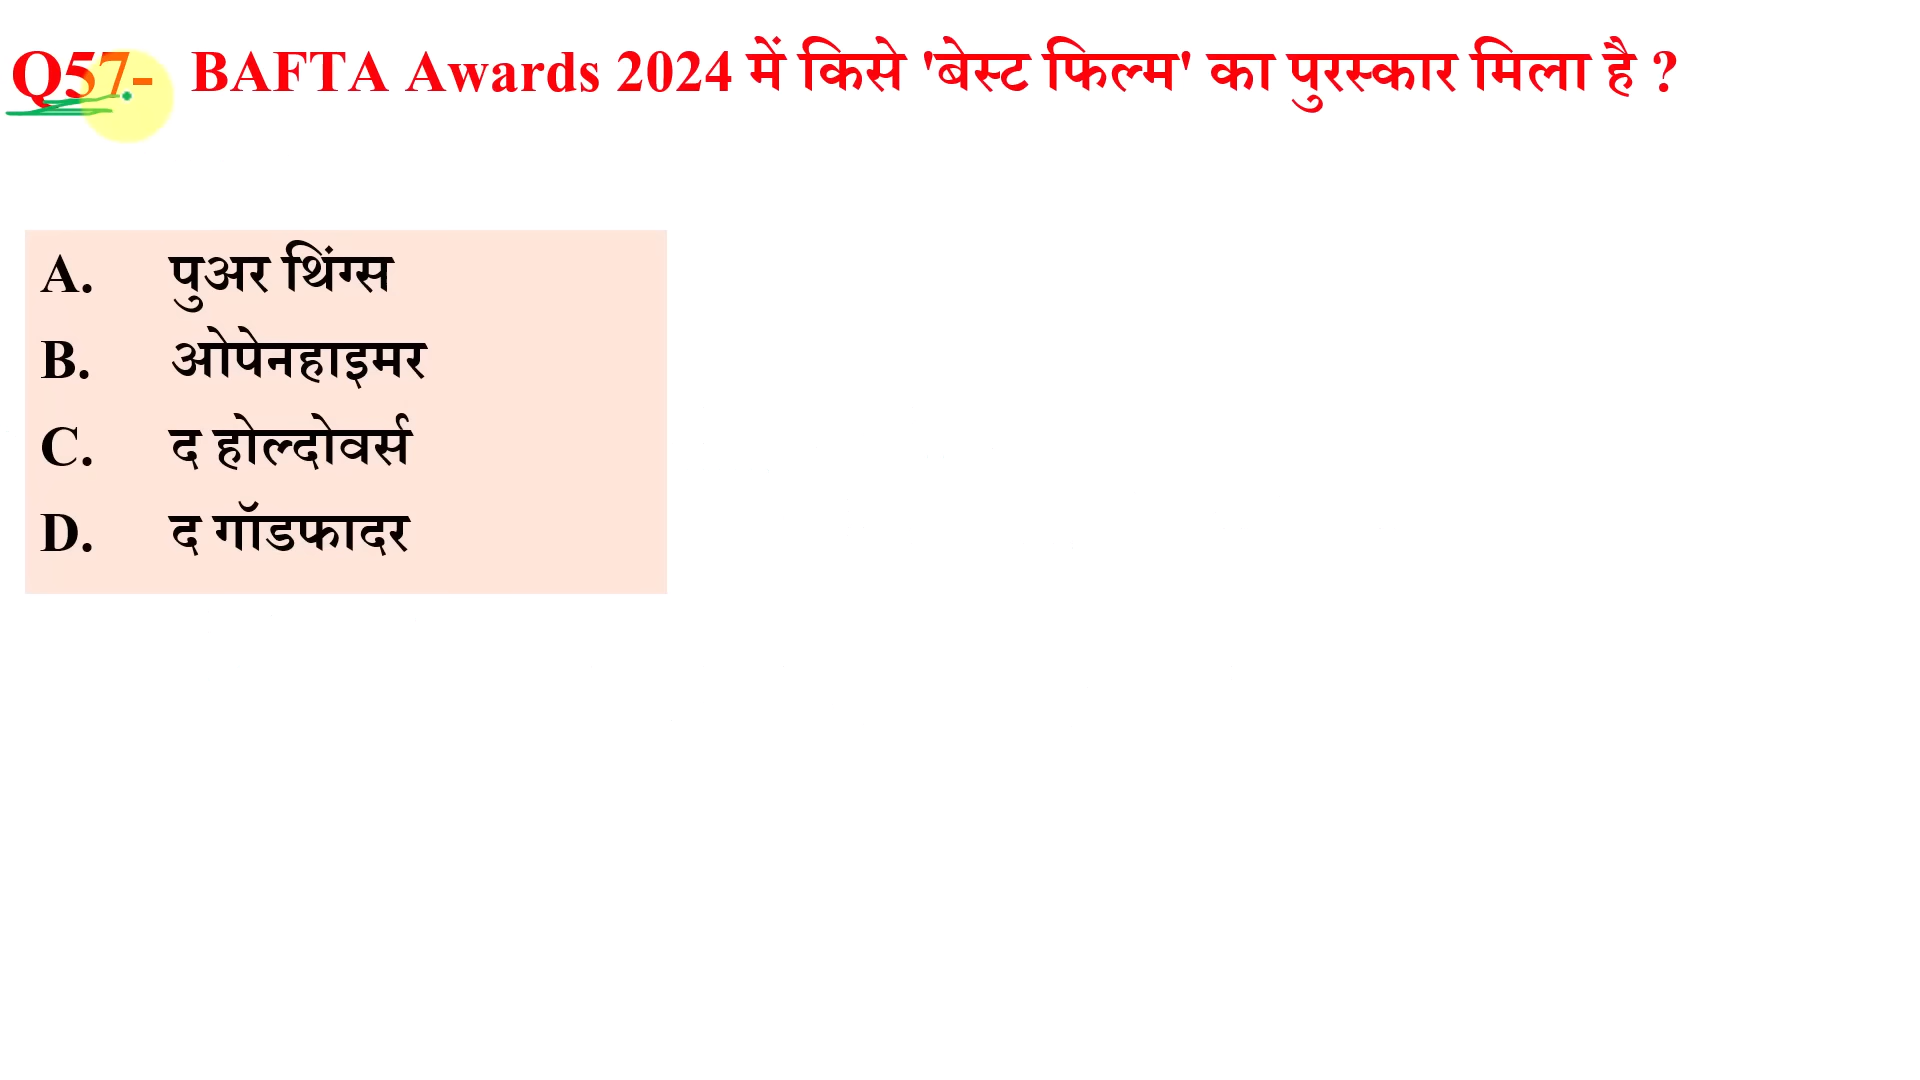 Q57- BAFTA Awards 2024 में किसे 'बेस्ट फिल्म' का पुरस्कार मिला है ?
A. पुअर थिंग्स
B. ओपेनहाइमर
C. द होल्दोवर्स
D. द गॉडफादर